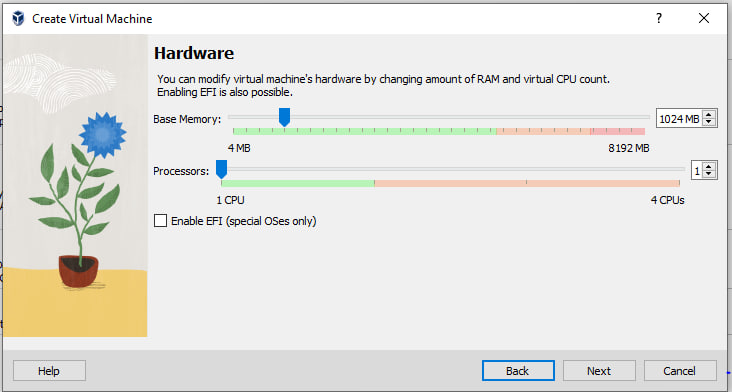 Create Virtual Machine
Hardware
You can modify virtual machine's hardware by changing amount of RAM and virtual CPU count.
Enabling EFI is also possible.
Base Memory:
1024 MB
4 MB
8192 MB
Processors:
1
1 CPU
4 CPUs
Enable EFI (special OSes only)
Help
Back
Next
Cancel